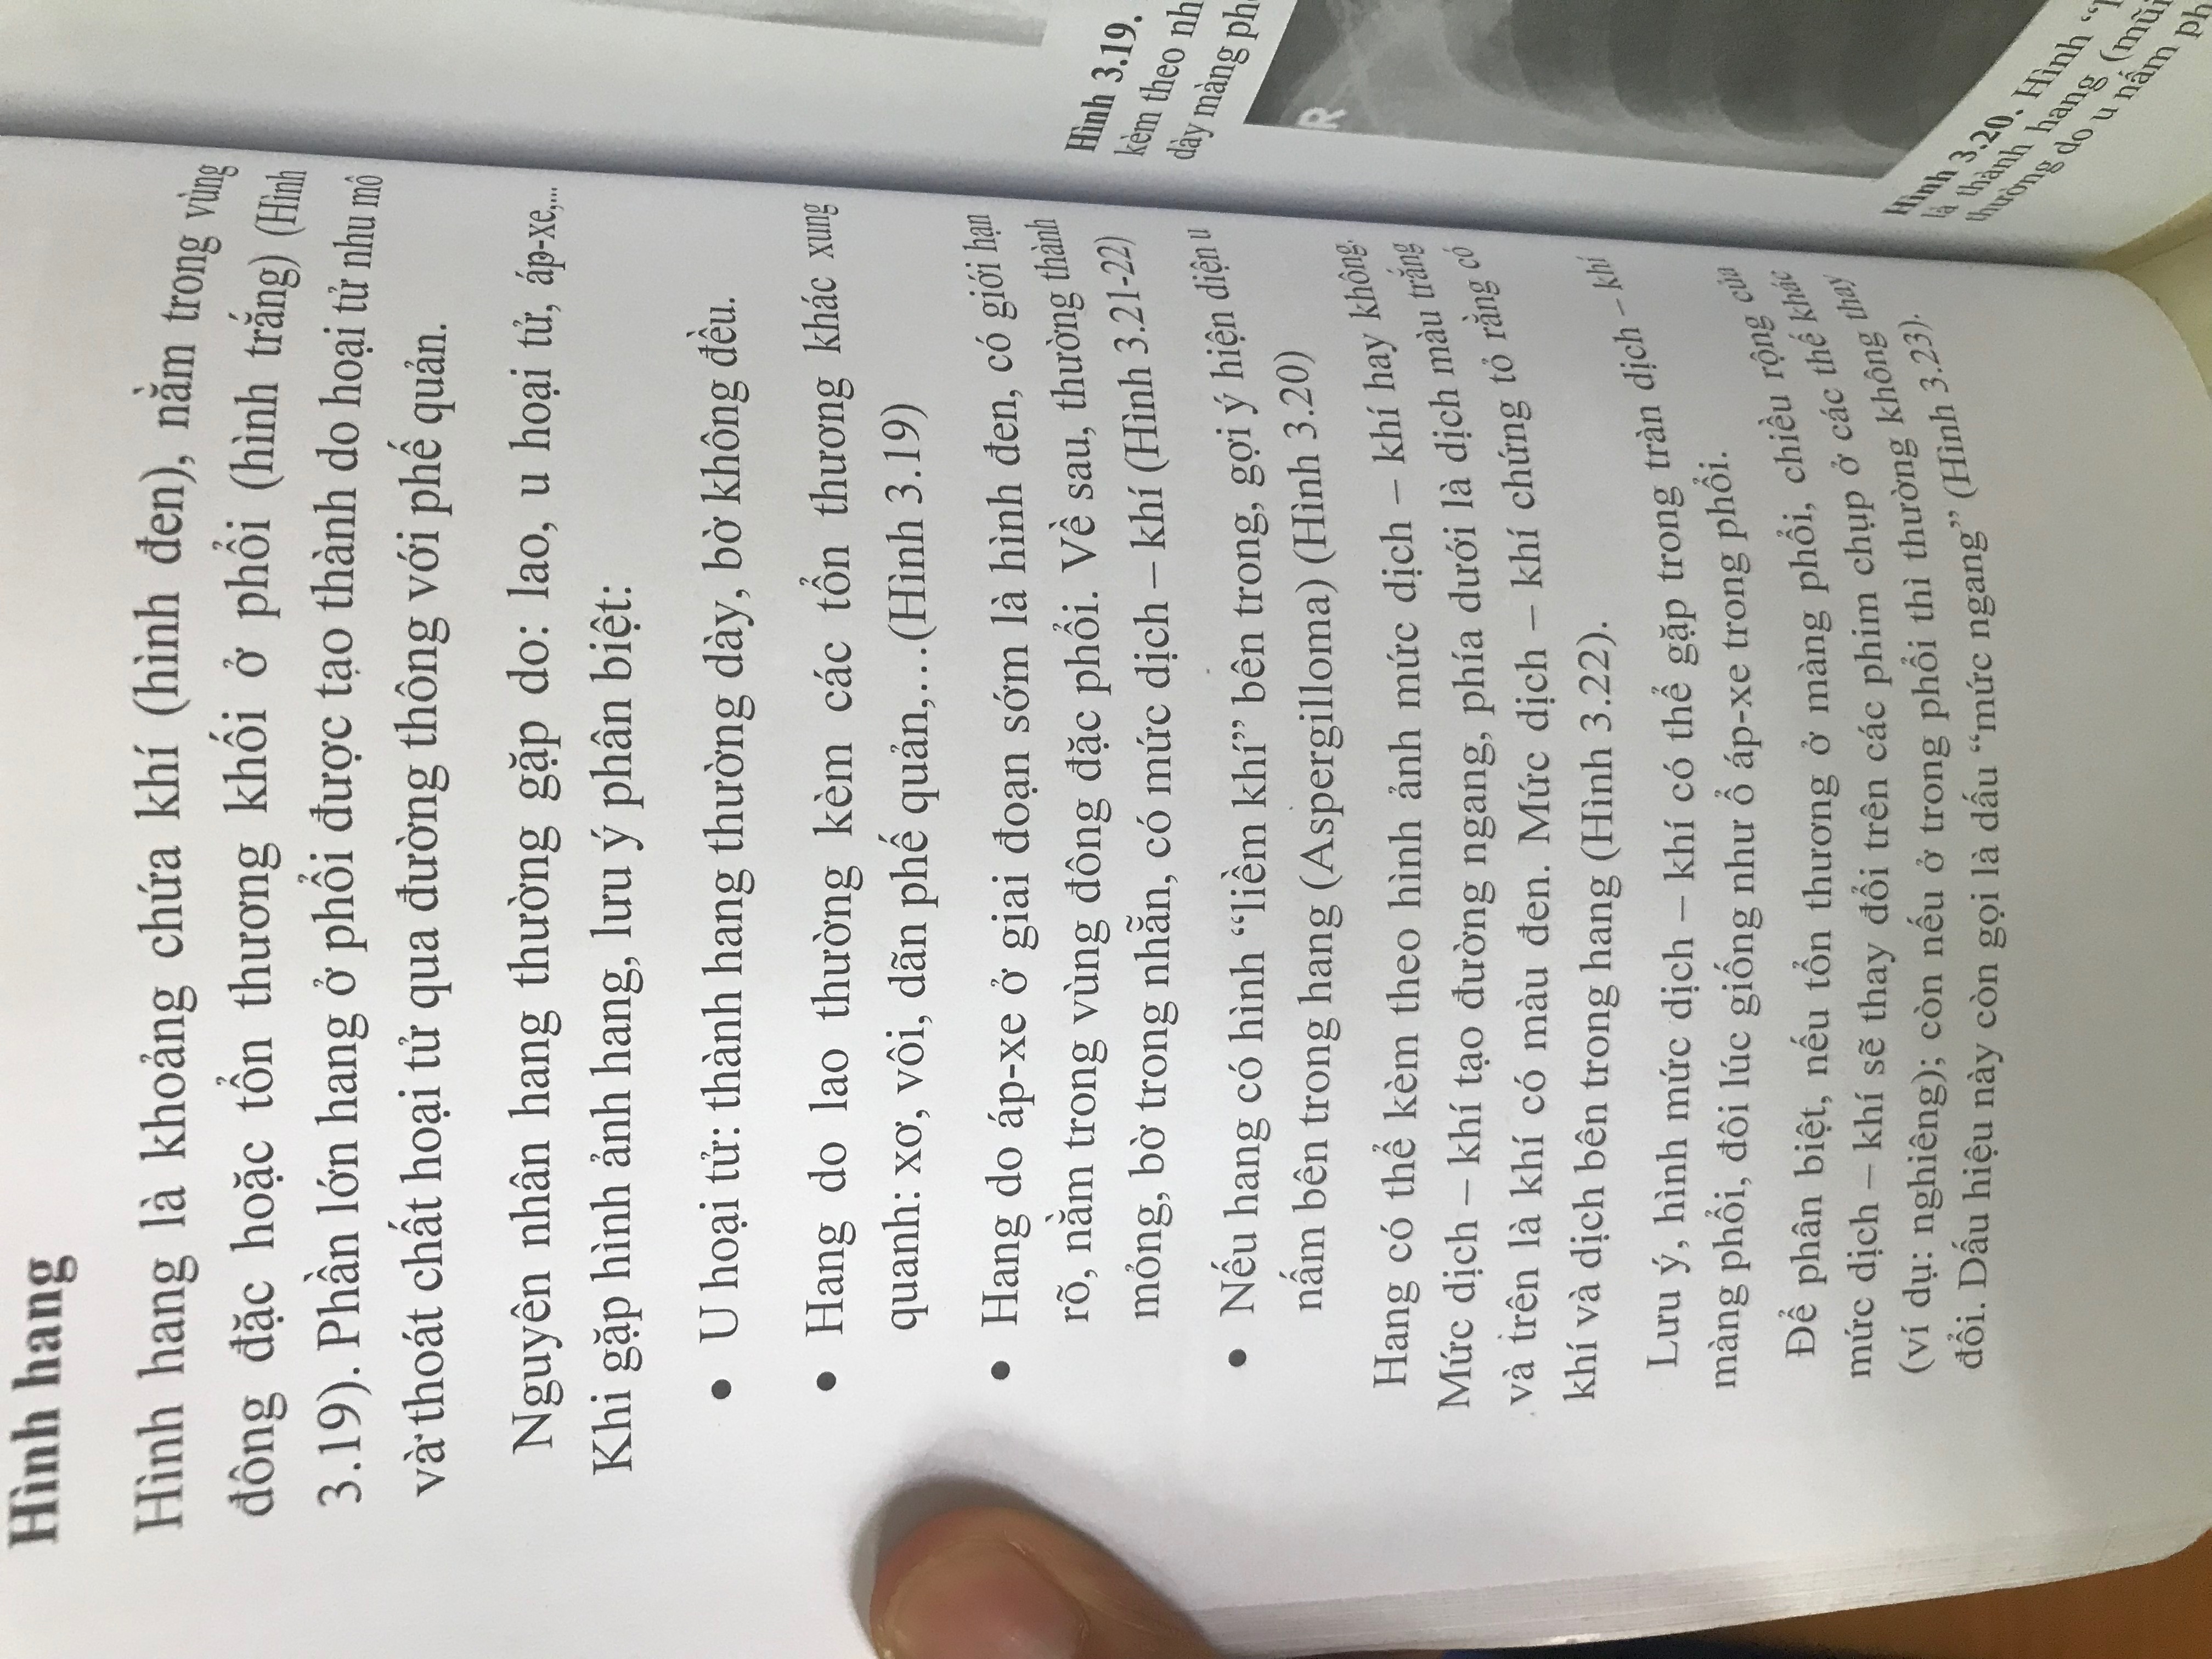 Hình hang
Hình hang là khoảng chứa khí (hình đen), nằm trong vùng
đông đặc hoặc tổn thương khối ở phổi (hình trắng) (Hình
3.19). Phần lớn hang ở phổi được tạo thành do hoại tử nhu mô
và thoát chất hoại tử qua đường thông với phế quản.
Nguyên nhân hang thường gặp do: lao, u hoại tử, áp-xe,...
Khi gặp hình ảnh hang, lưu ý phân biệt:
• U hoại tử: thành hang thường dày, bờ không đều.
• Hang do lao thường kèm các tổn thương khác xung
quanh: xơ, vôi, dãn phế quản,…(Hình 3.19)
• Hang do áp-xe ở giai đoạn sớm là hình đen, có giới hạn
rõ, nằm trong vùng đông đặc phổi. Về sau, thường thành
mỏng, bờ trong nhẵn, có mức dịch – khí (Hình 3.21-22)
• Nếu hang có hình “liềm khí” bên trong, gợi ý hiện diện u
nấm bên trong hang (Aspergilloma) (Hình 3.20)
Hang có thể kèm theo hình ảnh mức dịch – khí hay không.
Mức dịch – khí tạo đường ngang, phía dưới là dịch màu trắng
và trên là khí có màu đen. Mức dịch – khí chứng tỏ rằng có
khí và dịch bên trong hang (Hình 3.22).
Lưu ý, hình mức dịch – khí có thể gặp trong tràn dịch – khí
màng phổi, đôi lúc giống như ổ áp-xe trong phổi.
Để phân biệt, nếu tổn thương ở màng phổi, chiều rộng của
mức dịch – khí sẽ thay đổi trên các phim chụp ở các thế khác
(ví dụ: nghiêng); còn nếu ở trong phổi thì thường không thay
đổi. Dấu hiệu này còn gọi là dấu “mức ngang” (Hình 3.23).
Hình 3.19.
kèm theo
dày màng
R
Hình 3.20. Hình
là thành hang
thường do u nấm